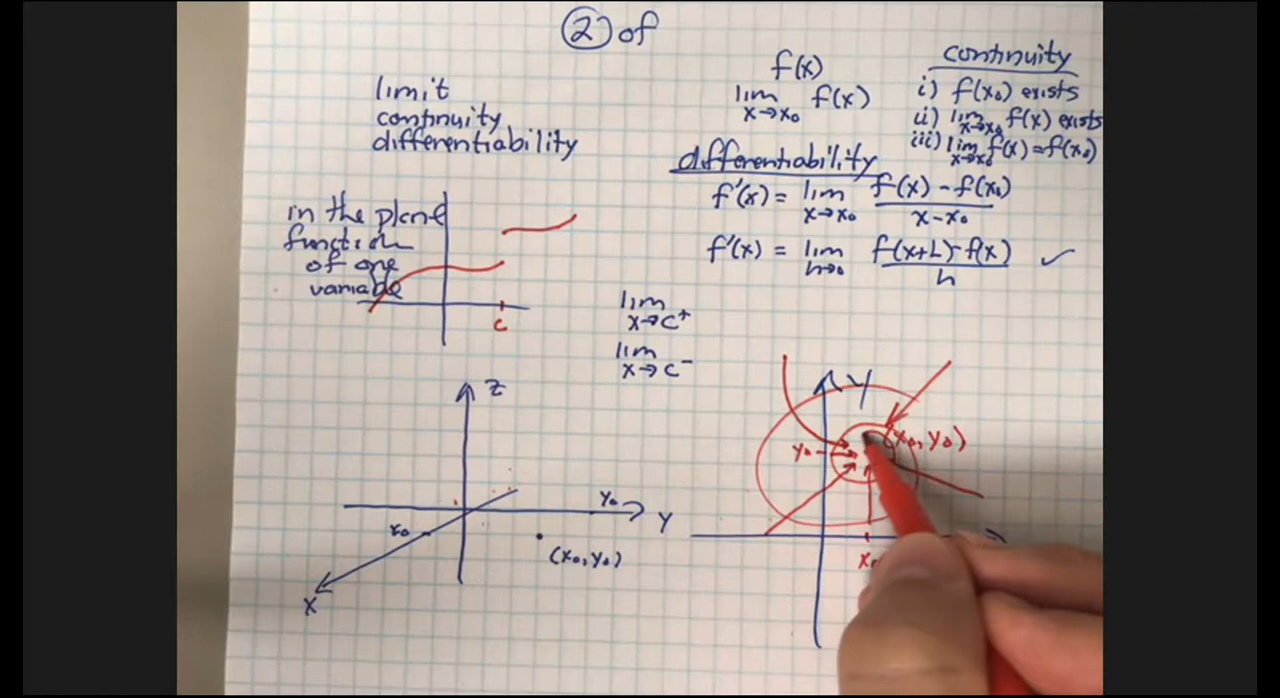 ② of
limit
continuity
differentiability
f(x)
lim f(x)
x→x₀
continuity
i) f(x₀) exists
ii) lim f(x) exists
x→x₀
iii) lim f(x) = f(x₀)
x→x₀
differentiability
f'(x) = lim f(x) - f(x₀)
x→x₀ x-x₀
f'(x) = lim f(x+h) - f(x) ✓
h→0 h
in the plane
function
of one
variable
c
lim
x→c⁺
lim
x→c⁻
z
y₀
Y
x₀
(x₀, y₀)
X
Y
y₀
(x₀, y₀)